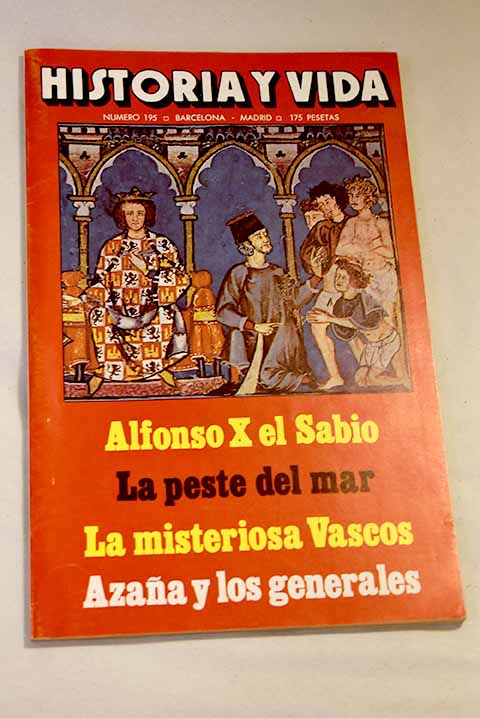 HISTORIA Y VIDA
NUMERO 195 □ BARCELONA - MADRID □ 175 PESETAS
Alfonso X el Sabio
La peste del mar
La misteriosa Vascos
Azaña y los generales